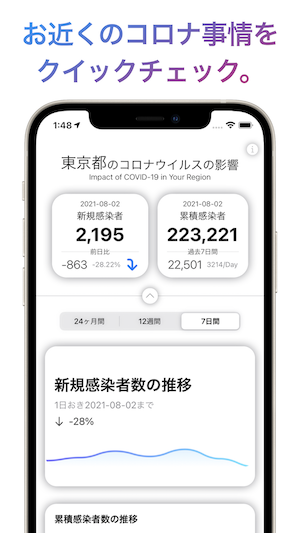 お近くのコロナ事情を
クイックチェック。
1:48
東京都のコロナウイルスの影響
Impact of COVID-19 in Your Region
2021-08-02
新規感染者
2,195
前日比
-863 -28.22%
2021-08-02
累積感染者
223,221
過去7日間
22,501 3214/Day
24ヶ月間 12週間 7日間
新規感染者数の推移
1日おき2021-08-02まで
↓ -28%
累積感染者数の推移